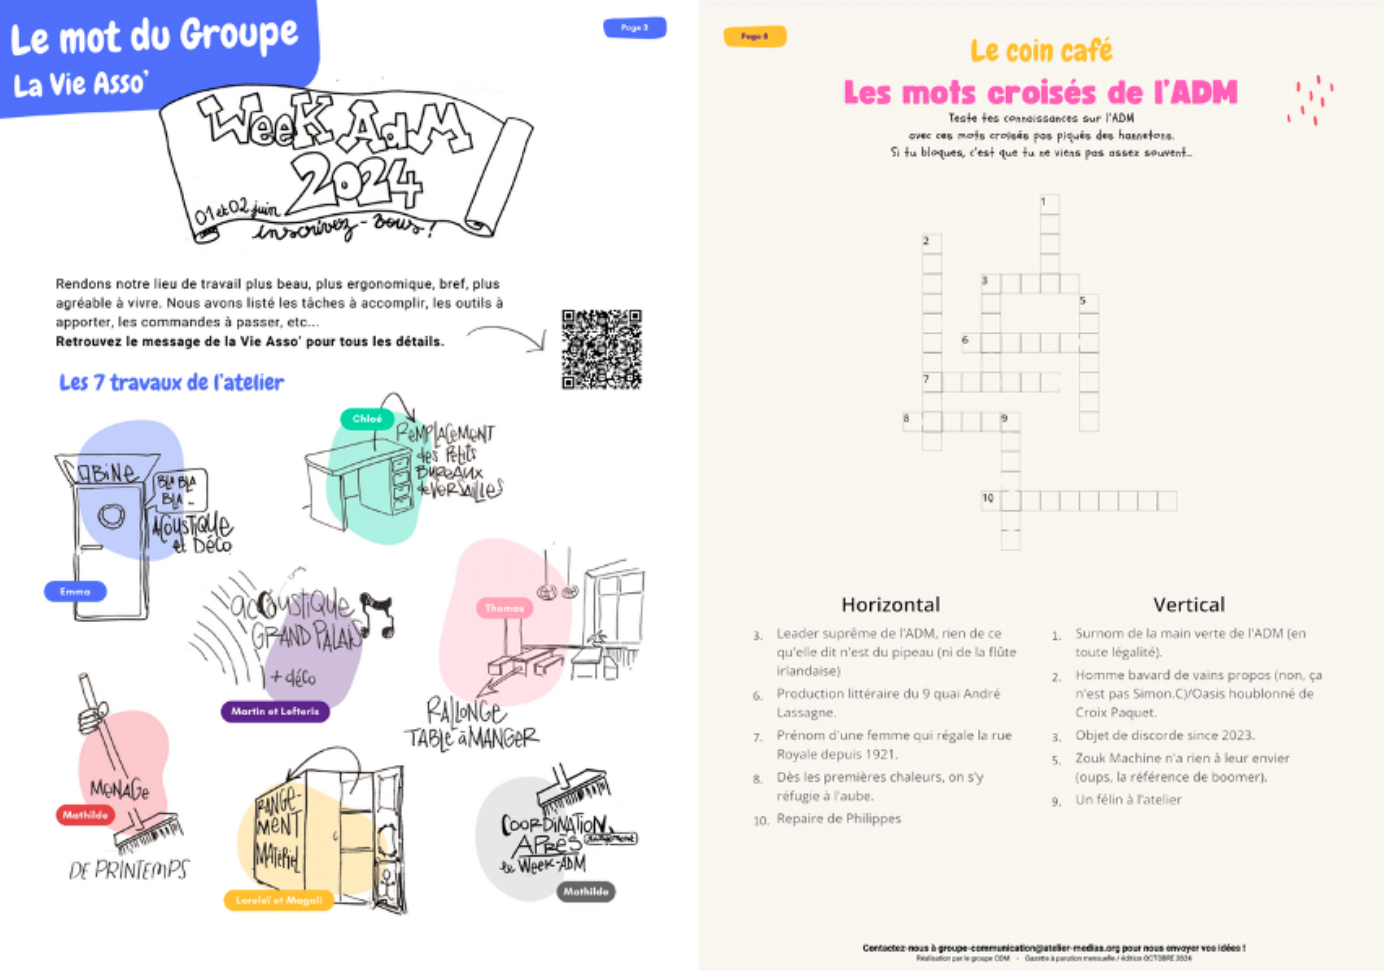 Le mot du Groupe
La Vie Asso'
Page 3
Week AdM
2024
01 et 02 juin
inscrivez-vous!
Rendons notre lieu de travail plus beau, plus ergonomique, bref, plus
agréable à vivre. Nous avons listé les tâches à accomplir, les outils à
apporter, les commandes à passer, etc...
Retrouvez le message de la Vie Asso' pour tous les détails.
Les 7 travaux de l'atelier
CABINE
BLA BLA
BLA
ACOUSTIQUE
et Déco
Emma
Chloé
REMPLACEMENT
des Petits
BUREAUX
de VERSAILLES
acoustique
GRAND PALAIS
+ déco
Martin et Lefteris
Thomas
RALLONGE
TABLE à MANGER
MENAGE
Mathilde
DE PRINTEMPS
RANGE-
MENT
MATERIEL
Loreleï et Magali
COORDINATION
APRÈS
le Week-ADM
Mathilde
Page 8
Le coin café
Les mots croisés de l'ADM
Teste tes connaissances sur l'ADM
avec ces mots croisés pas piqués des hannetons.
Si tu bloques, c'est que tu ne viens pas assez souvent...
1
2
3
5
6
7
8
9
10
Horizontal
3. Leader suprême de l'ADM, rien de ce
qu'elle dit n'est du pipeau (ni de la flûte
irlandaise)
6. Production littéraire du 9 quai André
Lassagne.
7. Prénom d'une femme qui régale la rue
Royale depuis 1921.
8. Dès les premières chaleurs, on s'y
réfugie à l'aube.
10. Repaire de Philippes
Vertical
1. Surnom de la main verte de l'ADM (en
toute légalité).
2. Homme bavard de vains propos (non, ça
n'est pas Simon.C)/Oasis houblonné de
Croix Paquet.
3. Objet de discorde since 2023.
5. Zouk Machine n'a rien à leur envier
(oups, la référence de boomer).
9. Un félin à l'atelier
Contactez-nous à groupe-communication@atelier-medias.org pour nous envoyer vos idées !
Réalisation par le groupe COM - Gazette à parution mensuelle / édition OCTOBRE 2024